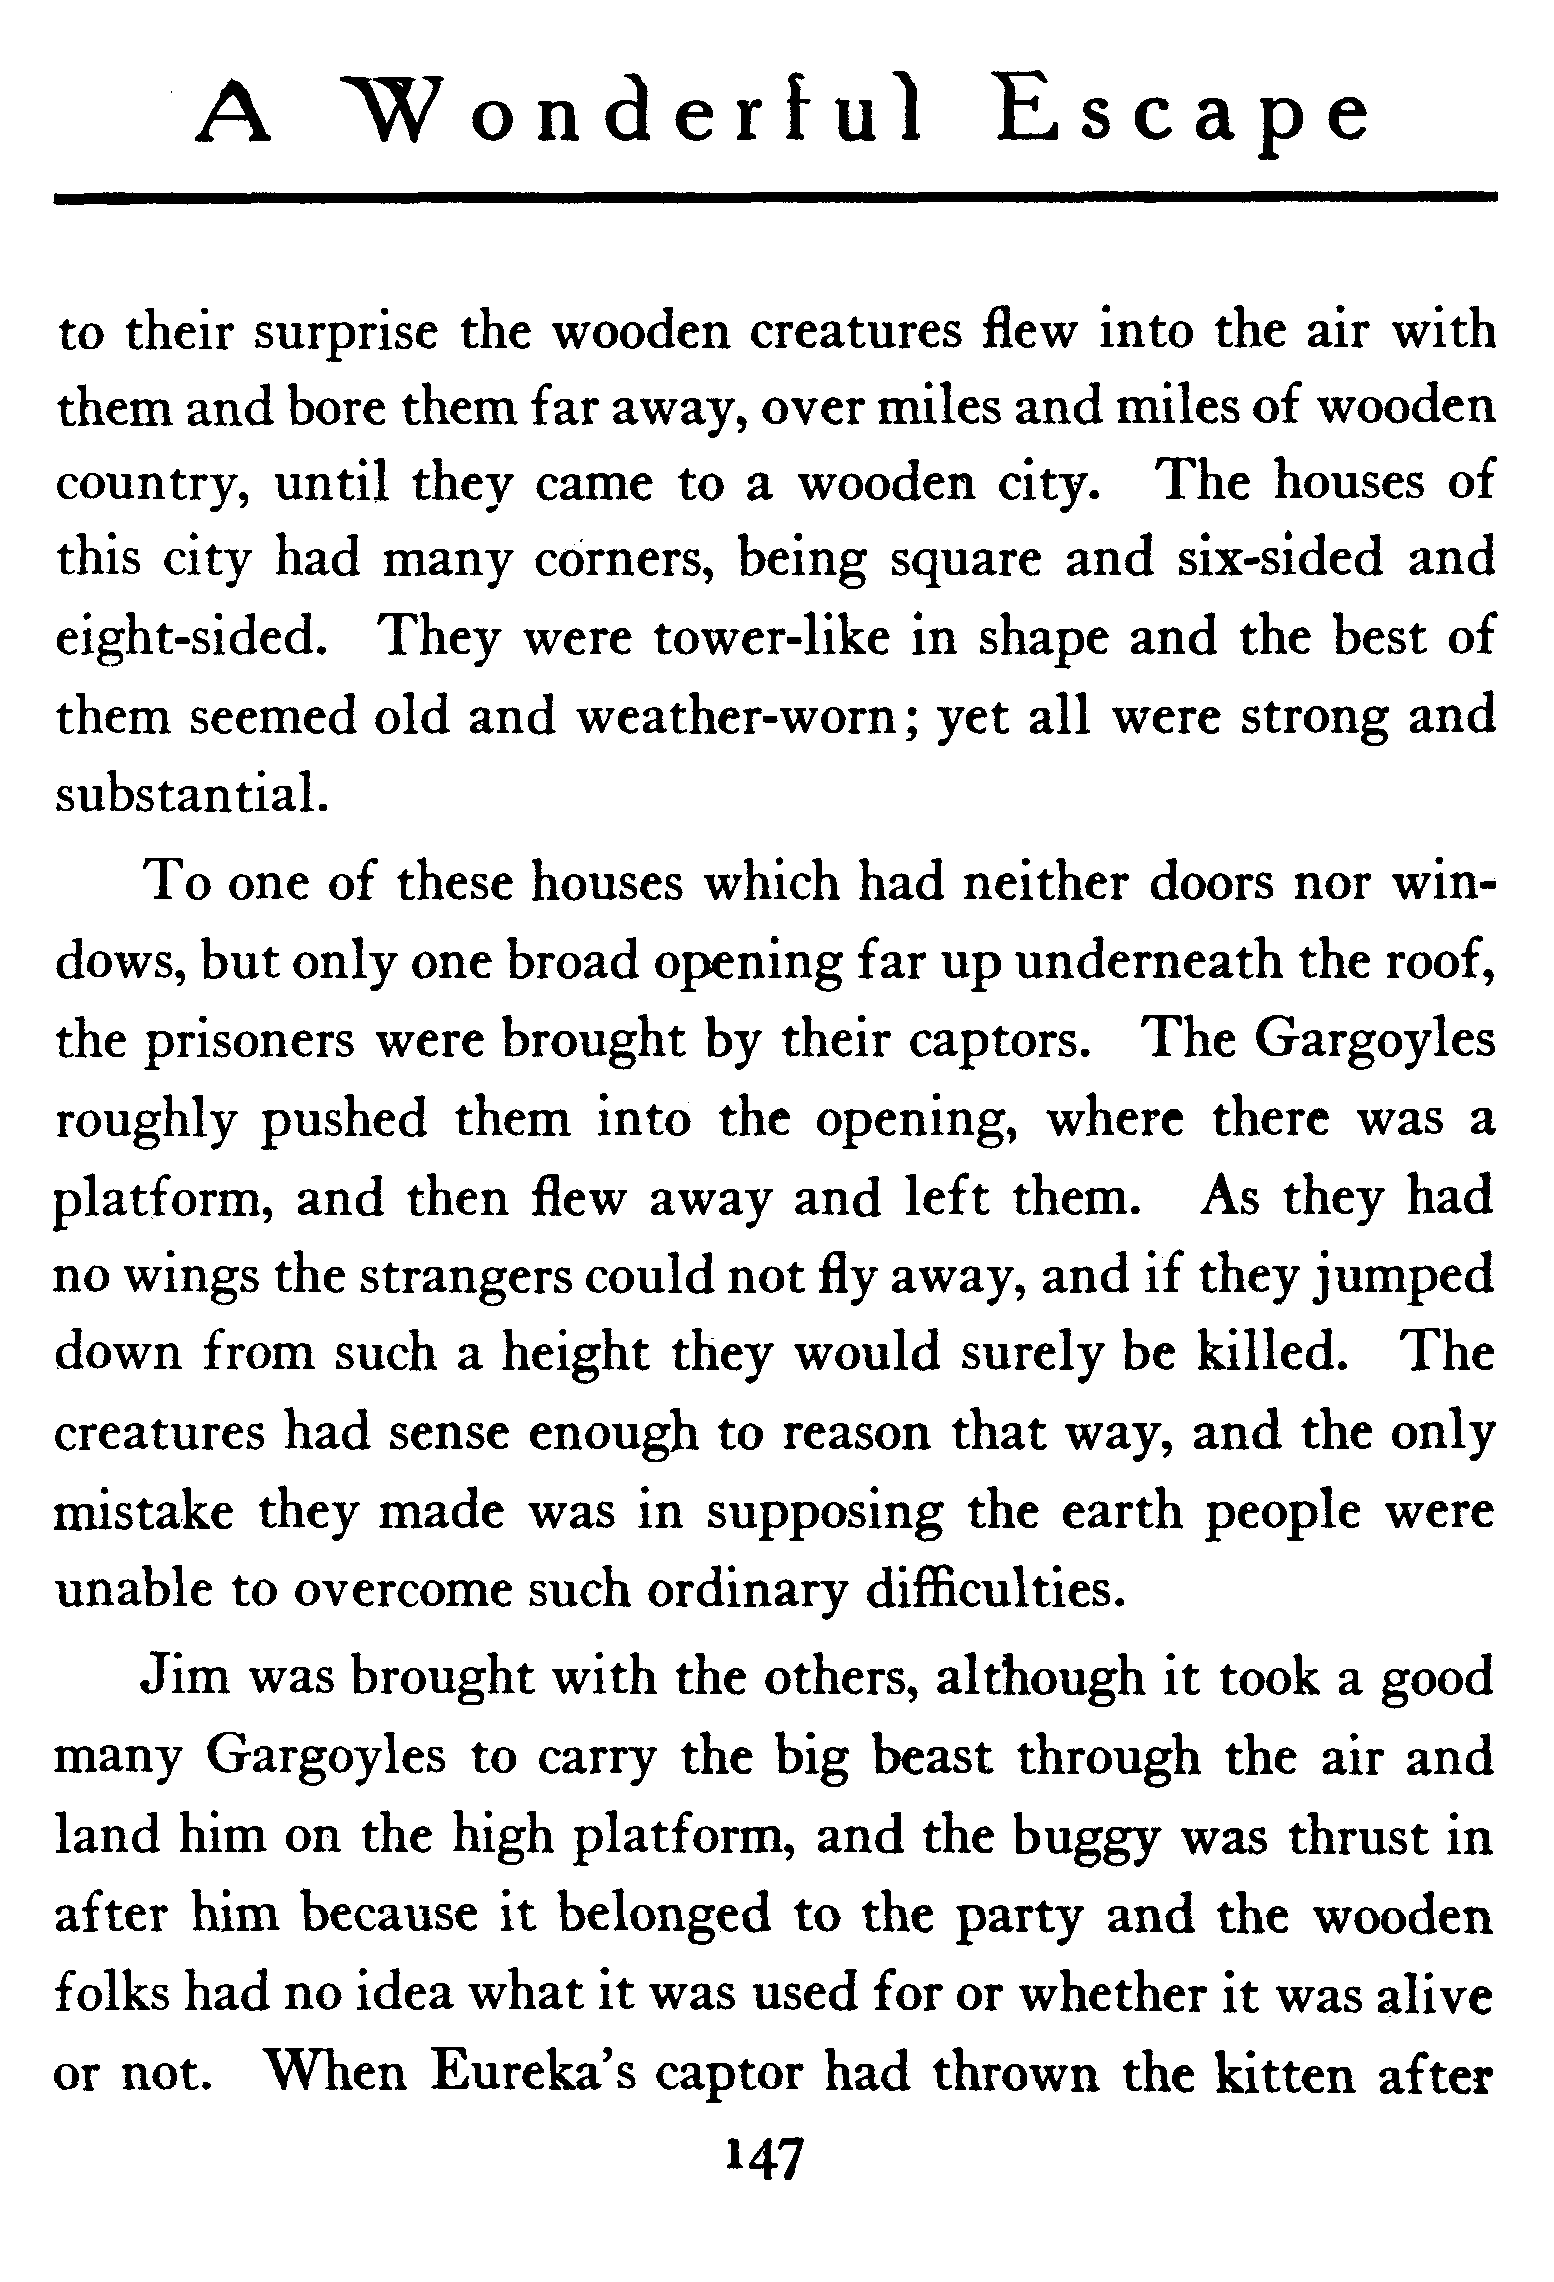 A Wonderful Escape
to their surprise the wooden creatures flew into the air with
them and bore them far away, over miles and miles of wooden
country, until they came to a wooden city. The houses of
this city had many corners, being square and six-sided and
eight-sided. They were tower-like in shape and the best of
them seemed old and weather-worn; yet all were strong and
substantial.
To one of these houses which had neither doors nor win-
dows, but only one broad opening far up underneath the roof,
the prisoners were brought by their captors. The Gargoyles
roughly pushed them into the opening, where there was a
platform, and then flew away and left them. As they had
no wings the strangers could not fly away, and if they jumped
down from such a height they would surely be killed. The
creatures had sense enough to reason that way, and the only
mistake they made was in supposing the earth people were
unable to overcome such ordinary difficulties.
Jim was brought with the others, although it took a good
many Gargoyles to carry the big beast through the air and
land him on the high platform, and the buggy was thrust in
after him because it belonged to the party and the wooden
folks had no idea what it was used for or whether it was alive
or not. When Eureka's captor had thrown the kitten after
147